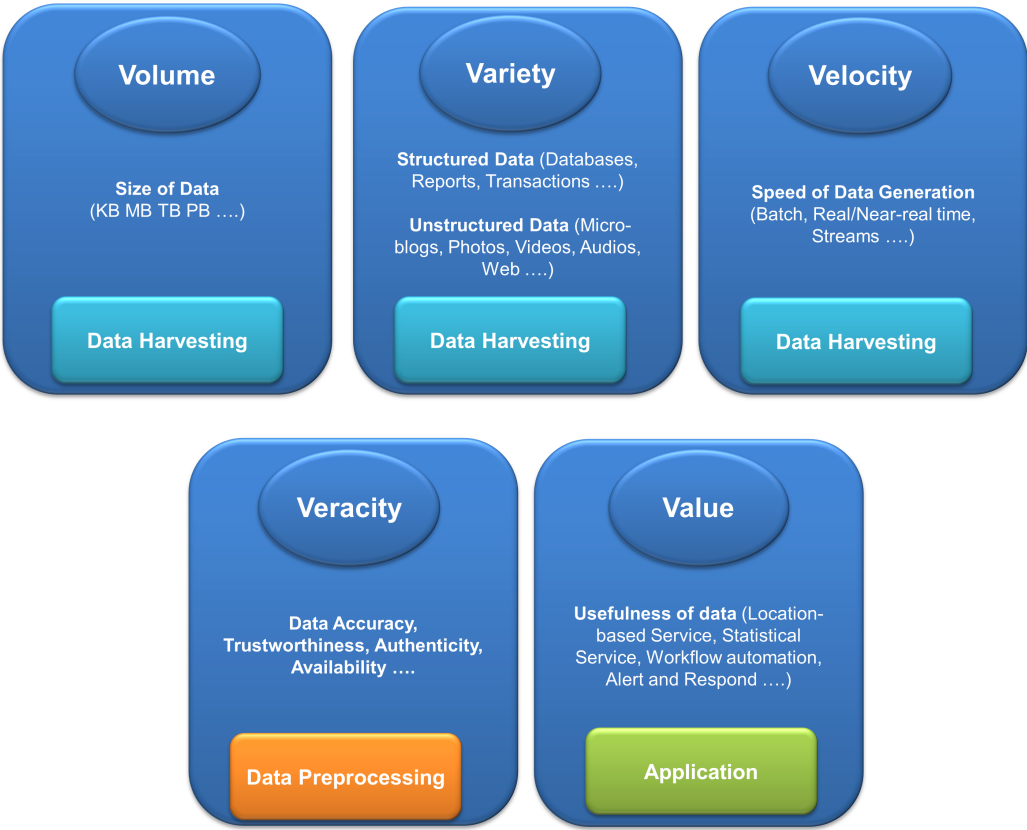 Volume
Size of Data
(KB MB TB PB ….)
Data Harvesting
Variety
Structured Data (Databases,
Reports, Transactions ….)
Unstructured Data (Micro-
blogs, Photos, Videos, Audios,
Web ….)
Data Harvesting
Velocity
Speed of Data Generation
(Batch, Real/Near-real time,
Streams ….)
Data Harvesting
Veracity
Data Accuracy,
Trustworthiness, Authenticity,
Availability ….
Data Preprocessing
Value
Usefulness of data (Location-
based Service, Statistical
Service, Workflow automation,
Alert and Respond ….)
Application